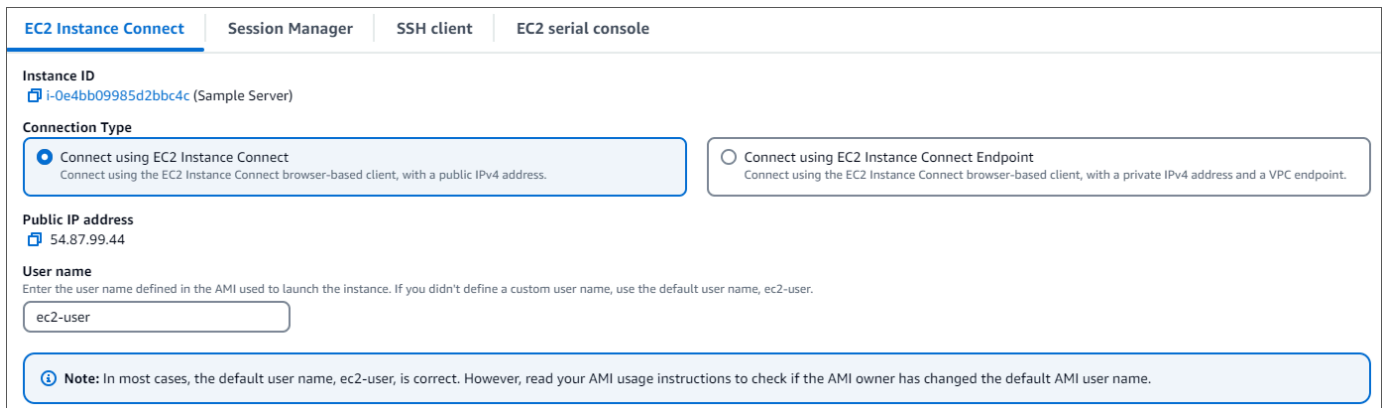 EC2 Instance Connect Session Manager SSH client EC2 serial console
Instance ID
i-0e4bb09985d2bbc4c (Sample Server)
Connection Type
Connect using EC2 Instance Connect
Connect using the EC2 Instance Connect browser-based client, with a public IPv4 address.
Connect using EC2 Instance Connect Endpoint
Connect using the EC2 Instance Connect browser-based client, with a private IPv4 address and a VPC endpoint.
Public IP address
54.87.99.44
User name
Enter the user name defined in the AMI used to launch the instance. If you didn't define a custom user name, use the default user name, ec2-user.
ec2-user
Note: In most cases, the default user name, ec2-user, is correct. However, read your AMI usage instructions to check if the AMI owner has changed the default AMI user name.